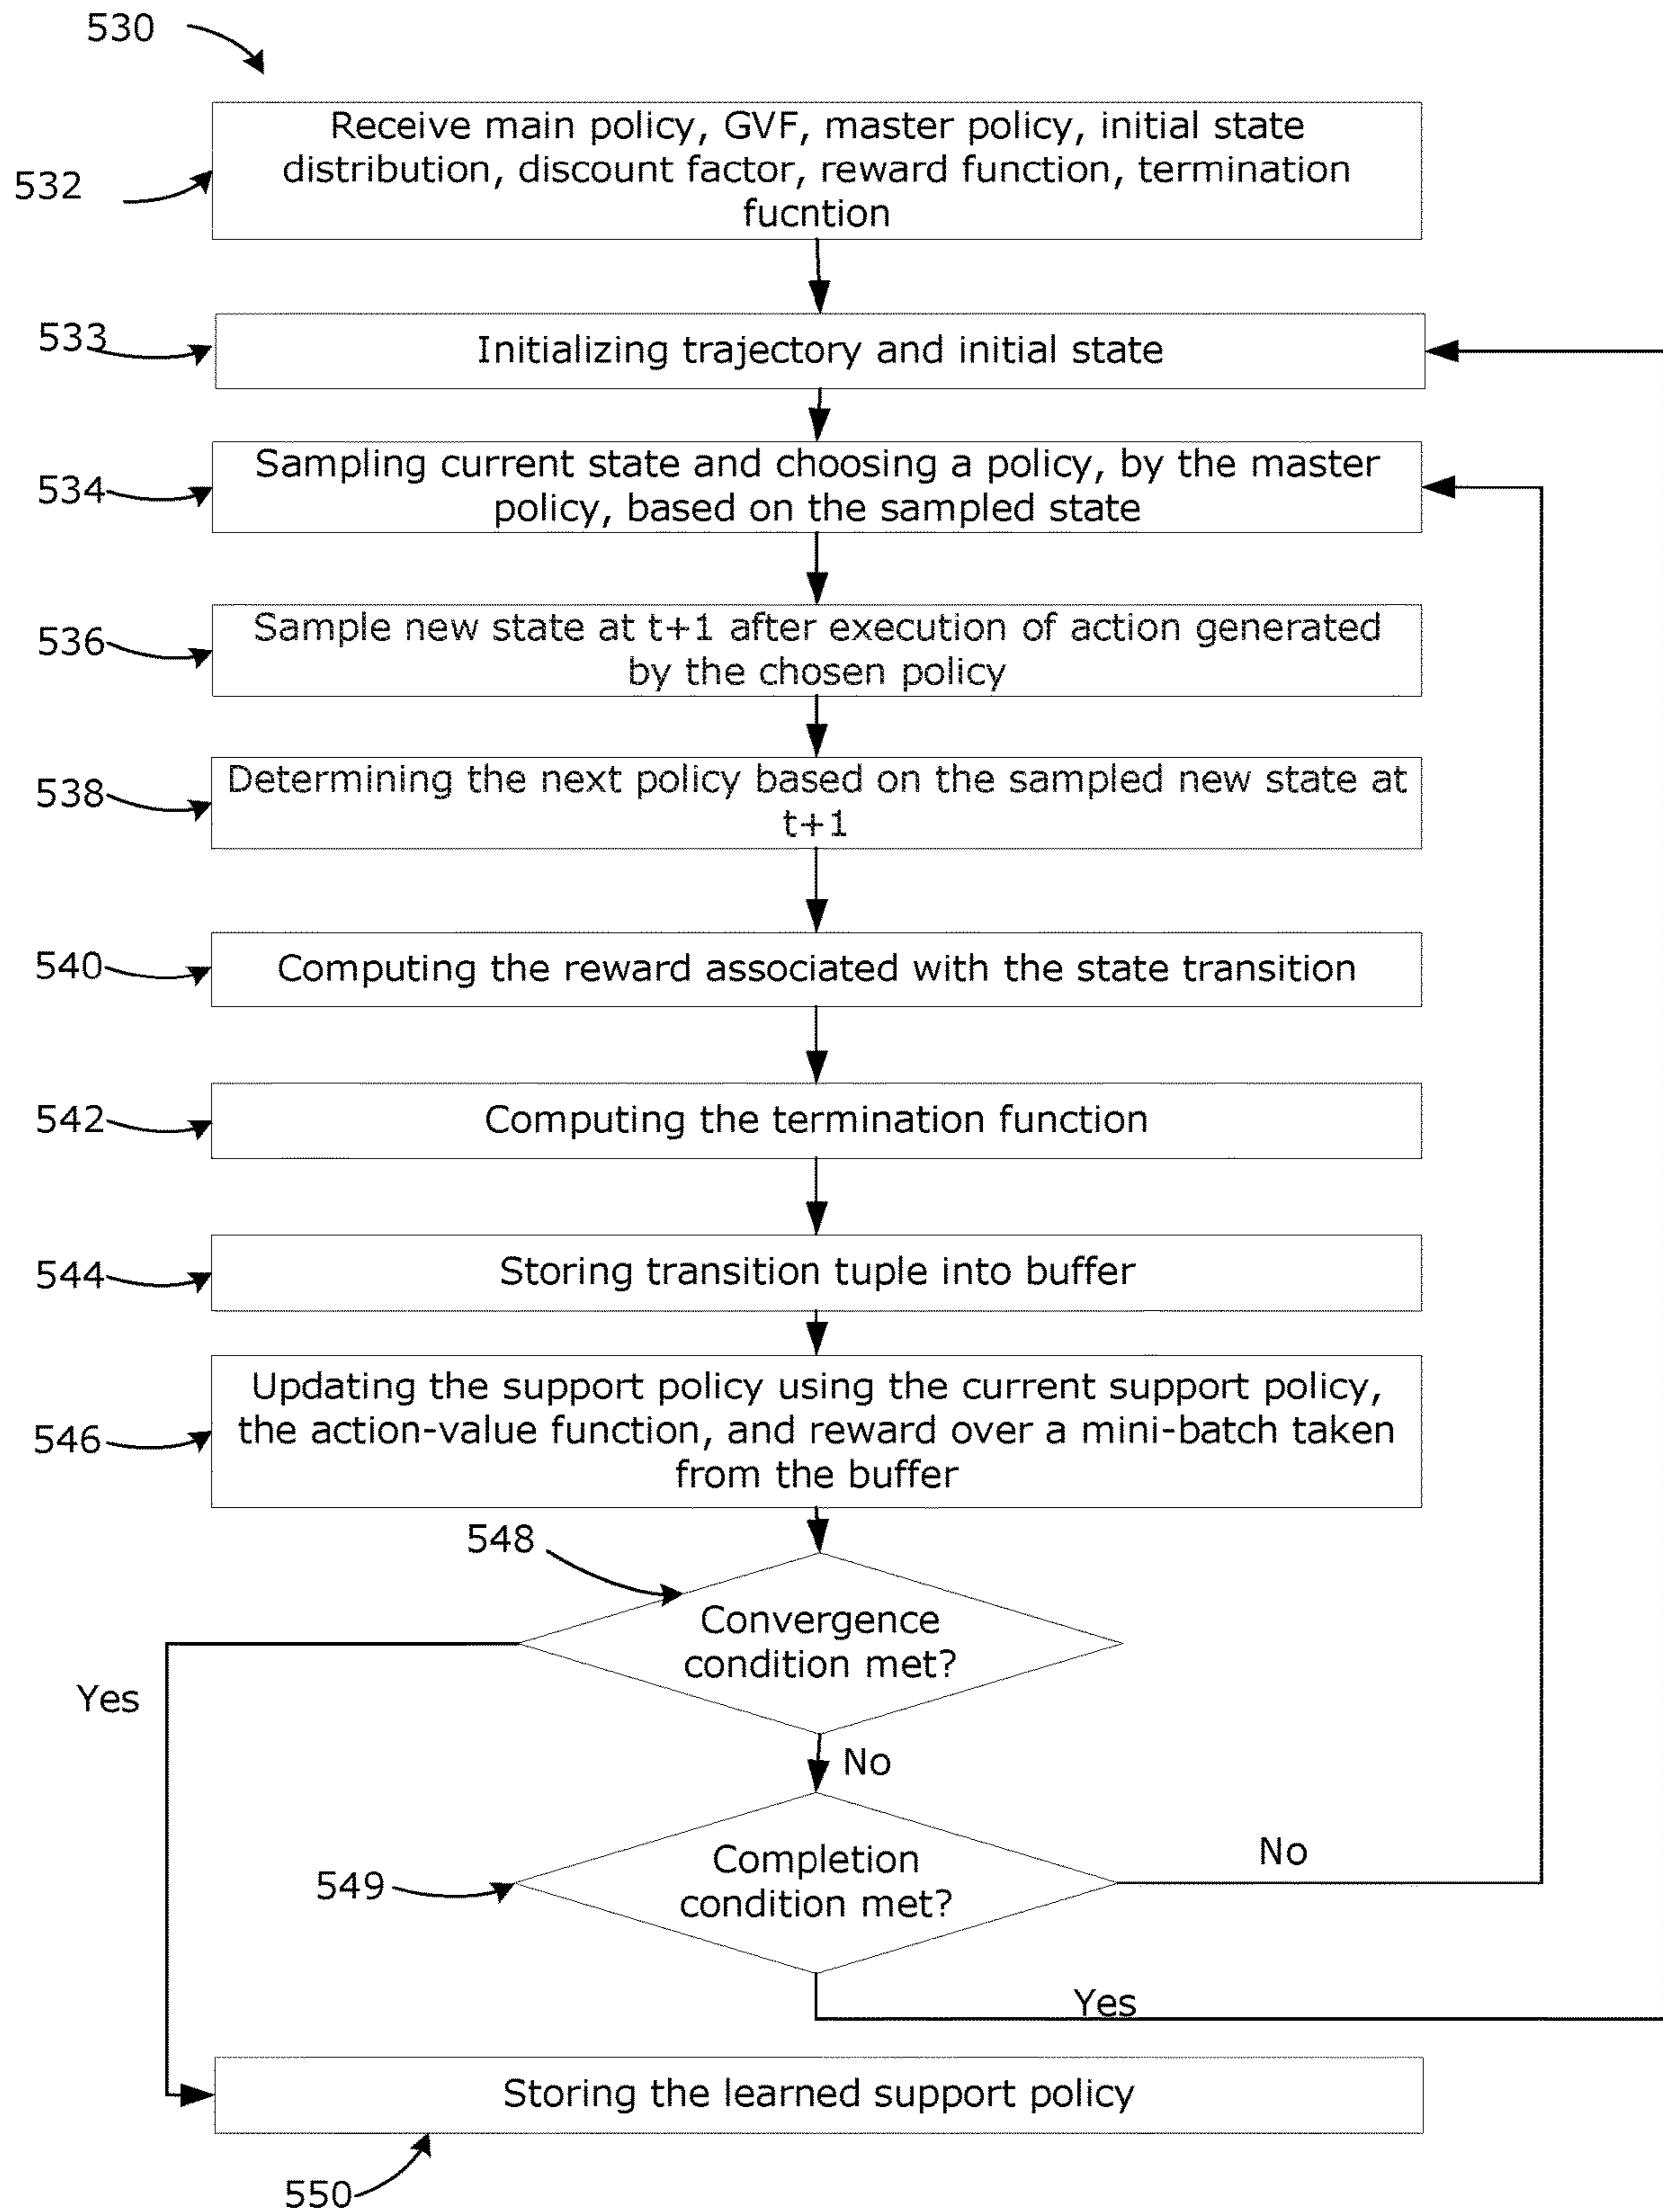 530
Receive main policy, GVF, master policy, initial state
distribution, discount factor, reward function, termination
fucntion
532
533
Initializing trajectory and initial state
534
Sampling current state and choosing a policy, by the master
policy, based on the sampled state
536
Sample new state at t+1 after execution of action generated
by the chosen policy
538
Determining the next policy based on the sampled new state at
t+1
540
Computing the reward associated with the state transition
542
Computing the termination function
544
Storing transition tuple into buffer
546
Updating the support policy using the current support policy,
the action-value function, and reward over a mini-batch taken
from the buffer
548
Convergence
condition met?
Yes
No
549
Completion
condition met?
No
Yes
Storing the learned support policy
550